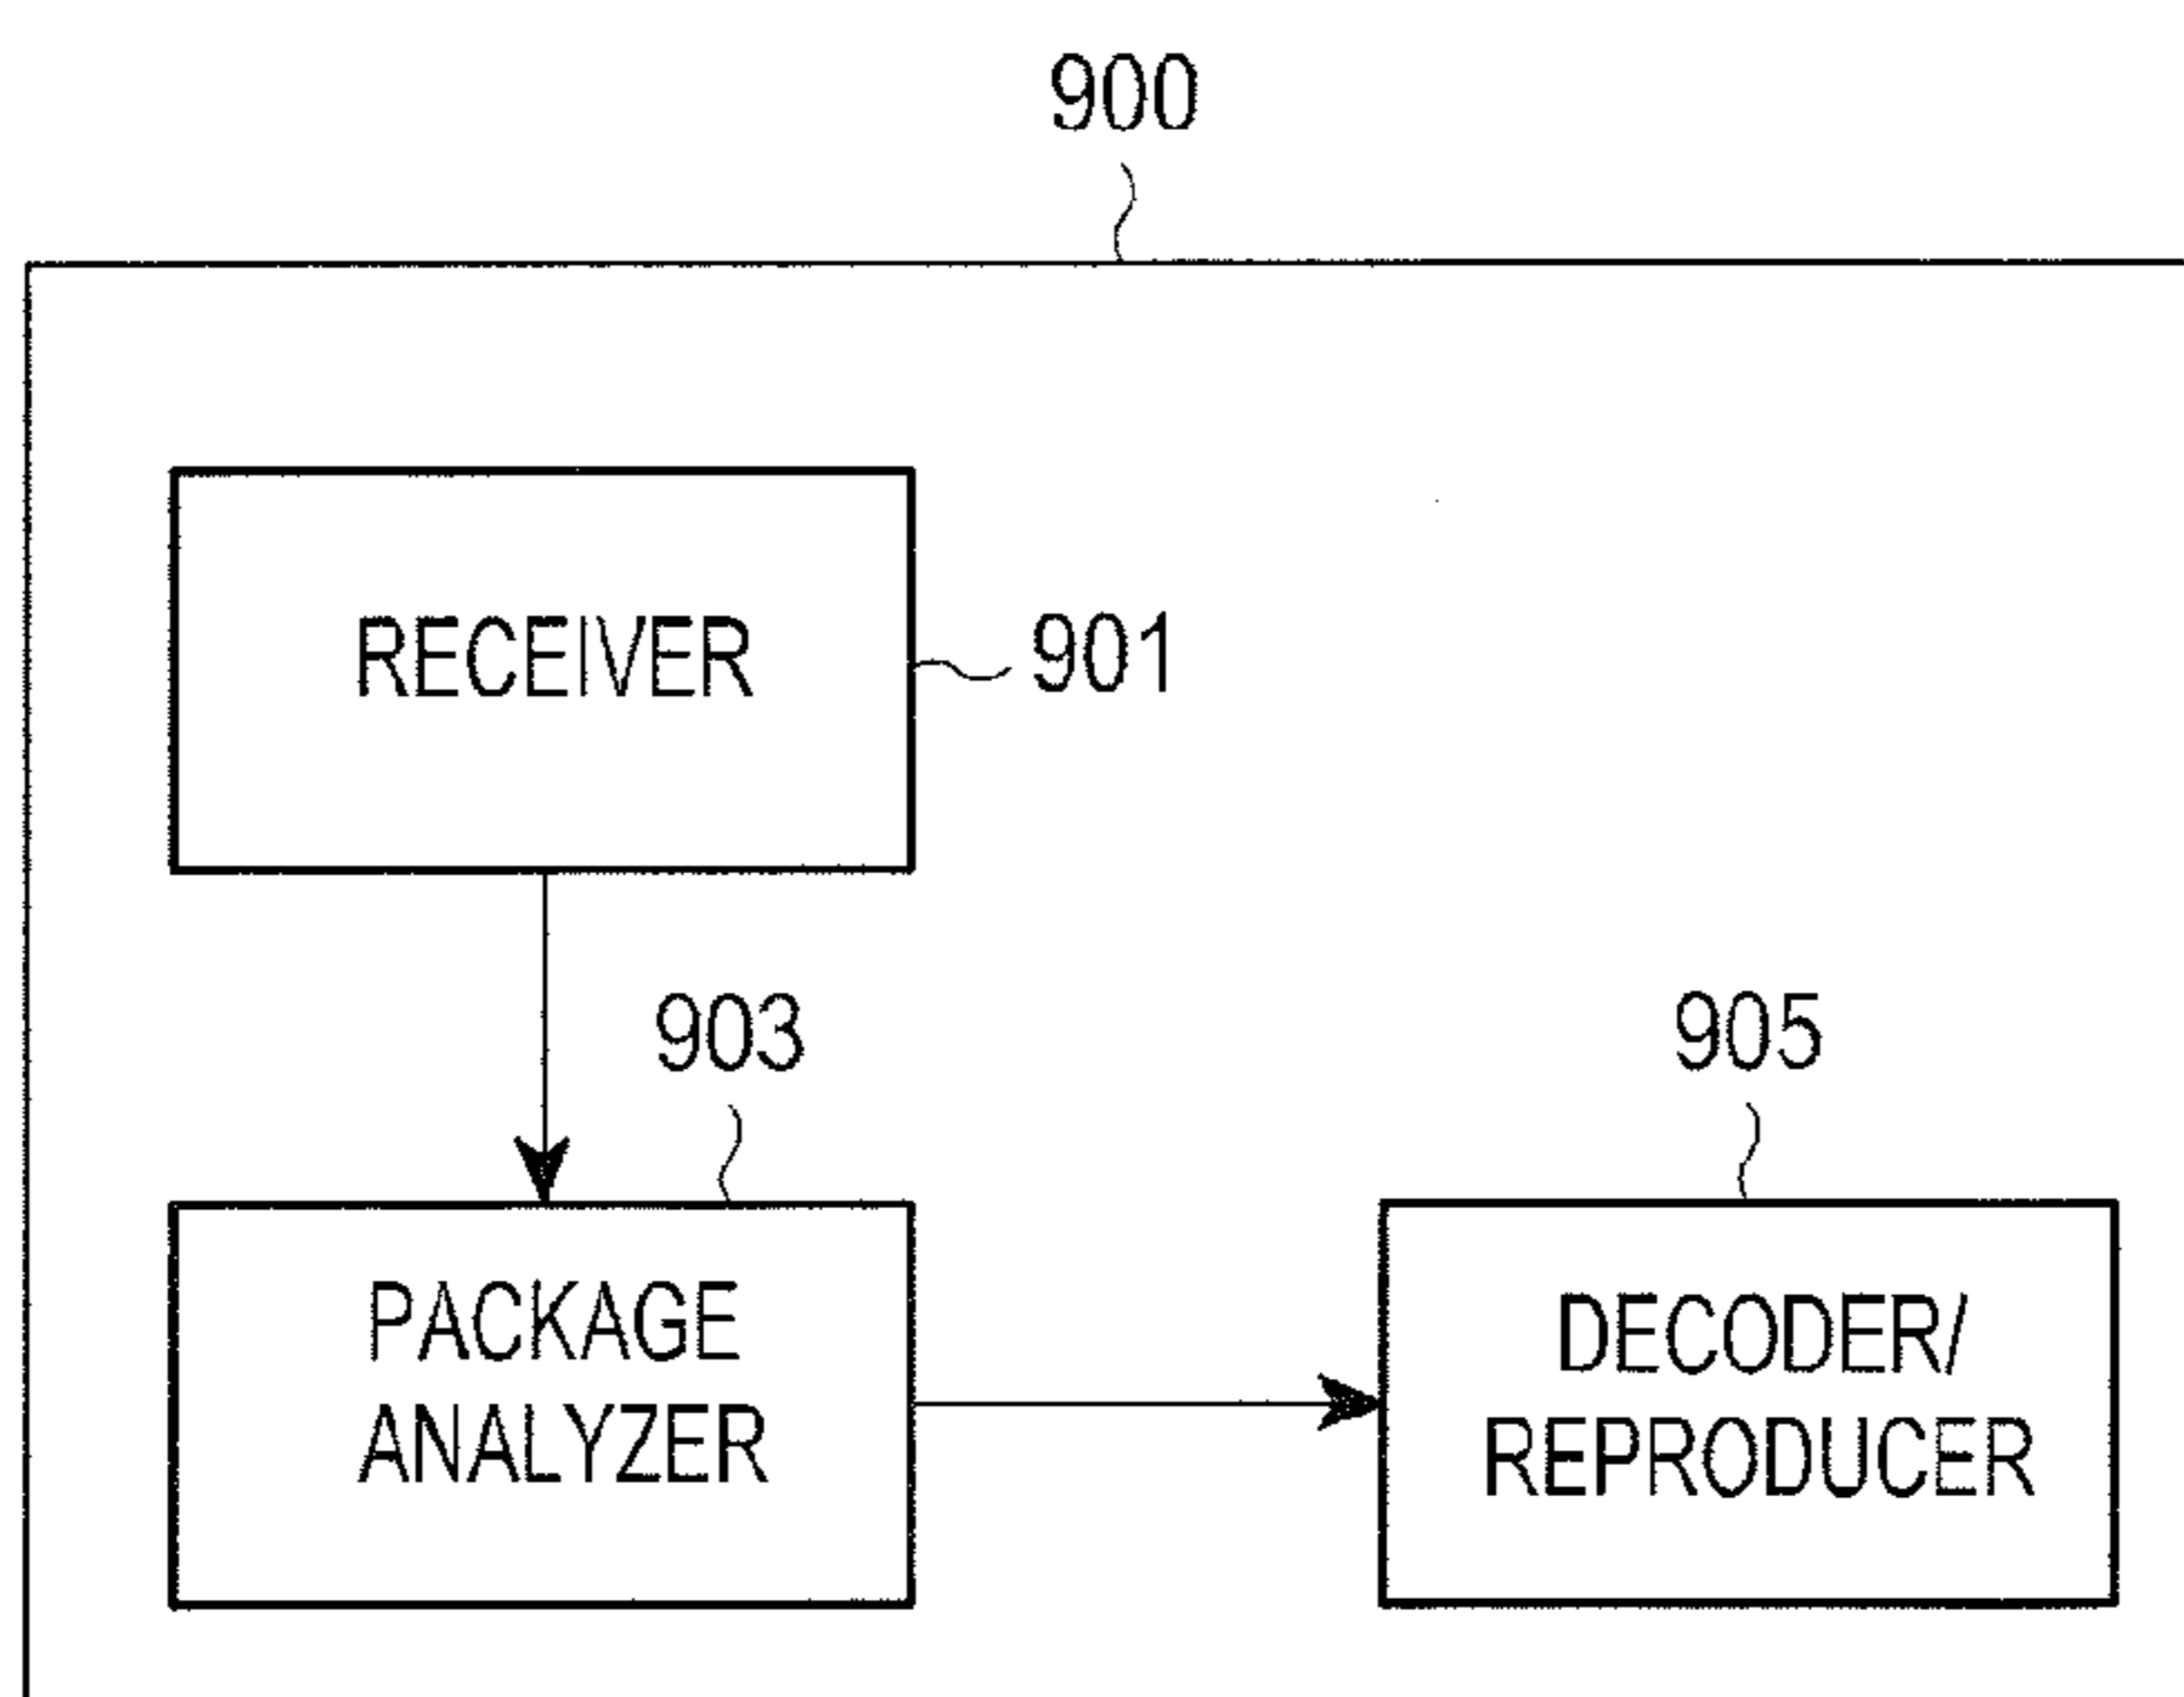 900
RECEIVER
901
903
905
PACKAGE
ANALYZER
DECODER/
REPRODUCER